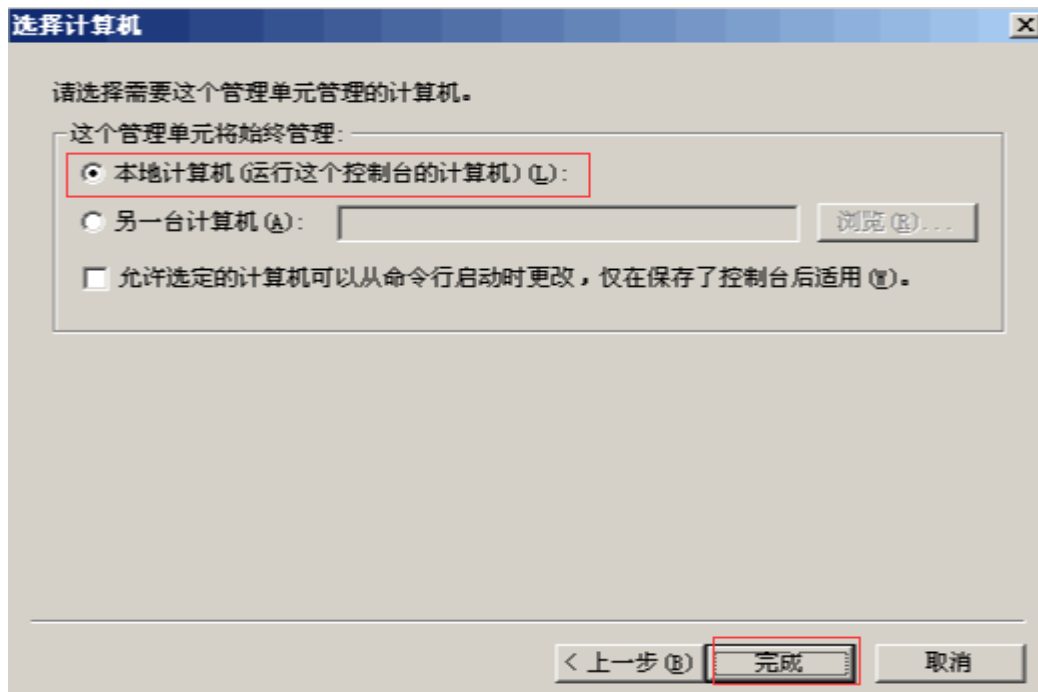 选择计算机
请选择需要这个管理单元管理的计算机。
这个管理单元将始终管理:
本地计算机(运行这个控制台的计算机)(L):
另一台计算机(A): 浏览(R)...
允许选定的计算机可以从命令行启动时更改，仅在保存了控制台后适用(W)。
< 上一步(B) 完成 取消